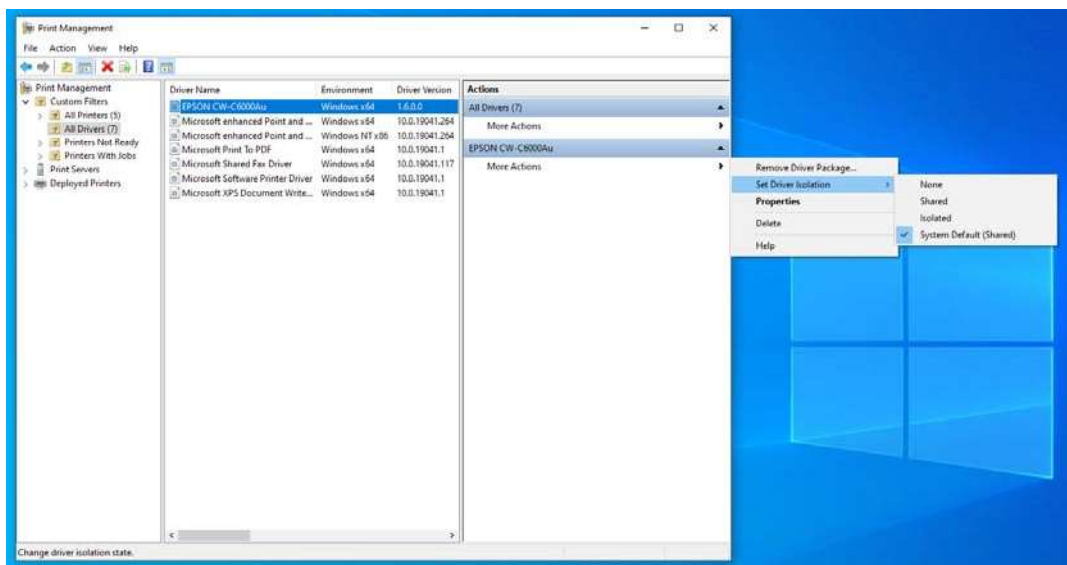 Print Management
File Action View Help
Print Management
Custom Filters
All Printers (5)
All Drivers (7)
Printers Not Ready
Printers With Jobs
Print Servers
Deployed Printers
Driver Name Environment Driver Version
EPSON CW-C6000Au Windows x64 1.6.0.0
Microsoft enhanced Point and ... Windows x64 10.0.19041.264
Microsoft enhanced Point and ... Windows NT x86 10.0.19041.264
Microsoft Print To PDF Windows x64 10.0.19041.1
Microsoft Shared Fax Driver Windows x64 10.0.19041.117
Microsoft Software Printer Driver Windows x64 10.0.19041.1
Microsoft XPS Document Write... Windows x64 10.0.19041.1
Actions
All Drivers (7)
More Actions
EPSON CW-C6000Au
More Actions
Remove Driver Package...
Set Driver Isolation
Properties
Delete
Help
None
Shared
Isolated
System Default (Shared)
Change driver isolation state.